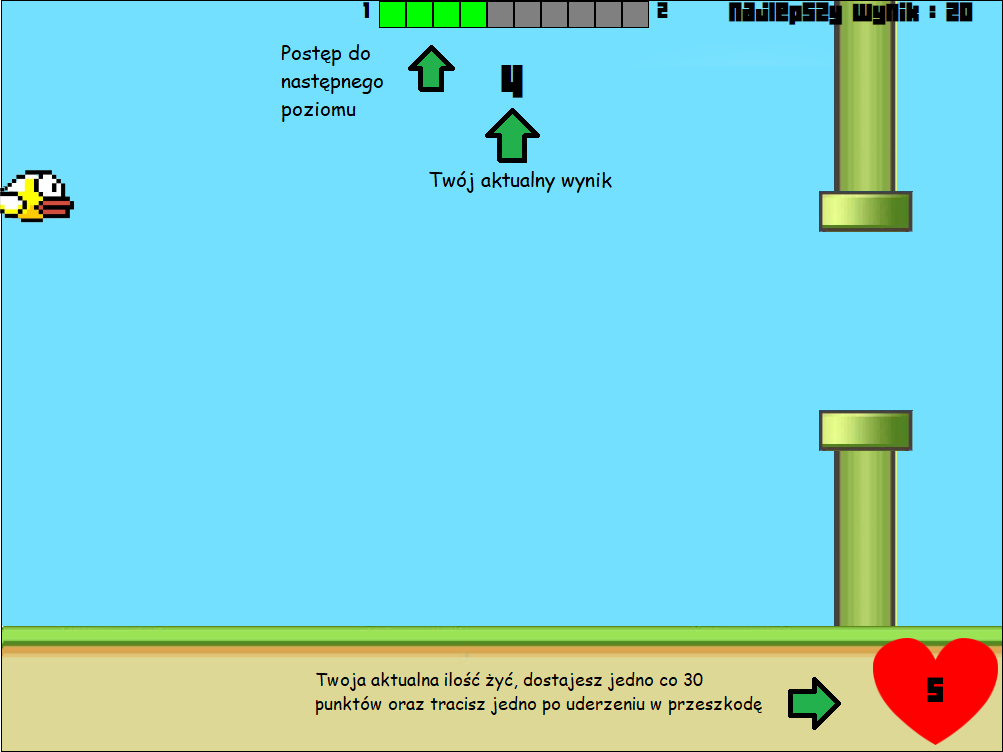 1
2
Najlepszy wynik : 20
Postęp do
następnego
poziomu
4
Twój aktualny wynik
Twoja aktualna ilość żyć, dostajesz jedno co 30
punktów oraz tracisz jedno po uderzeniu w przeszkodę
5